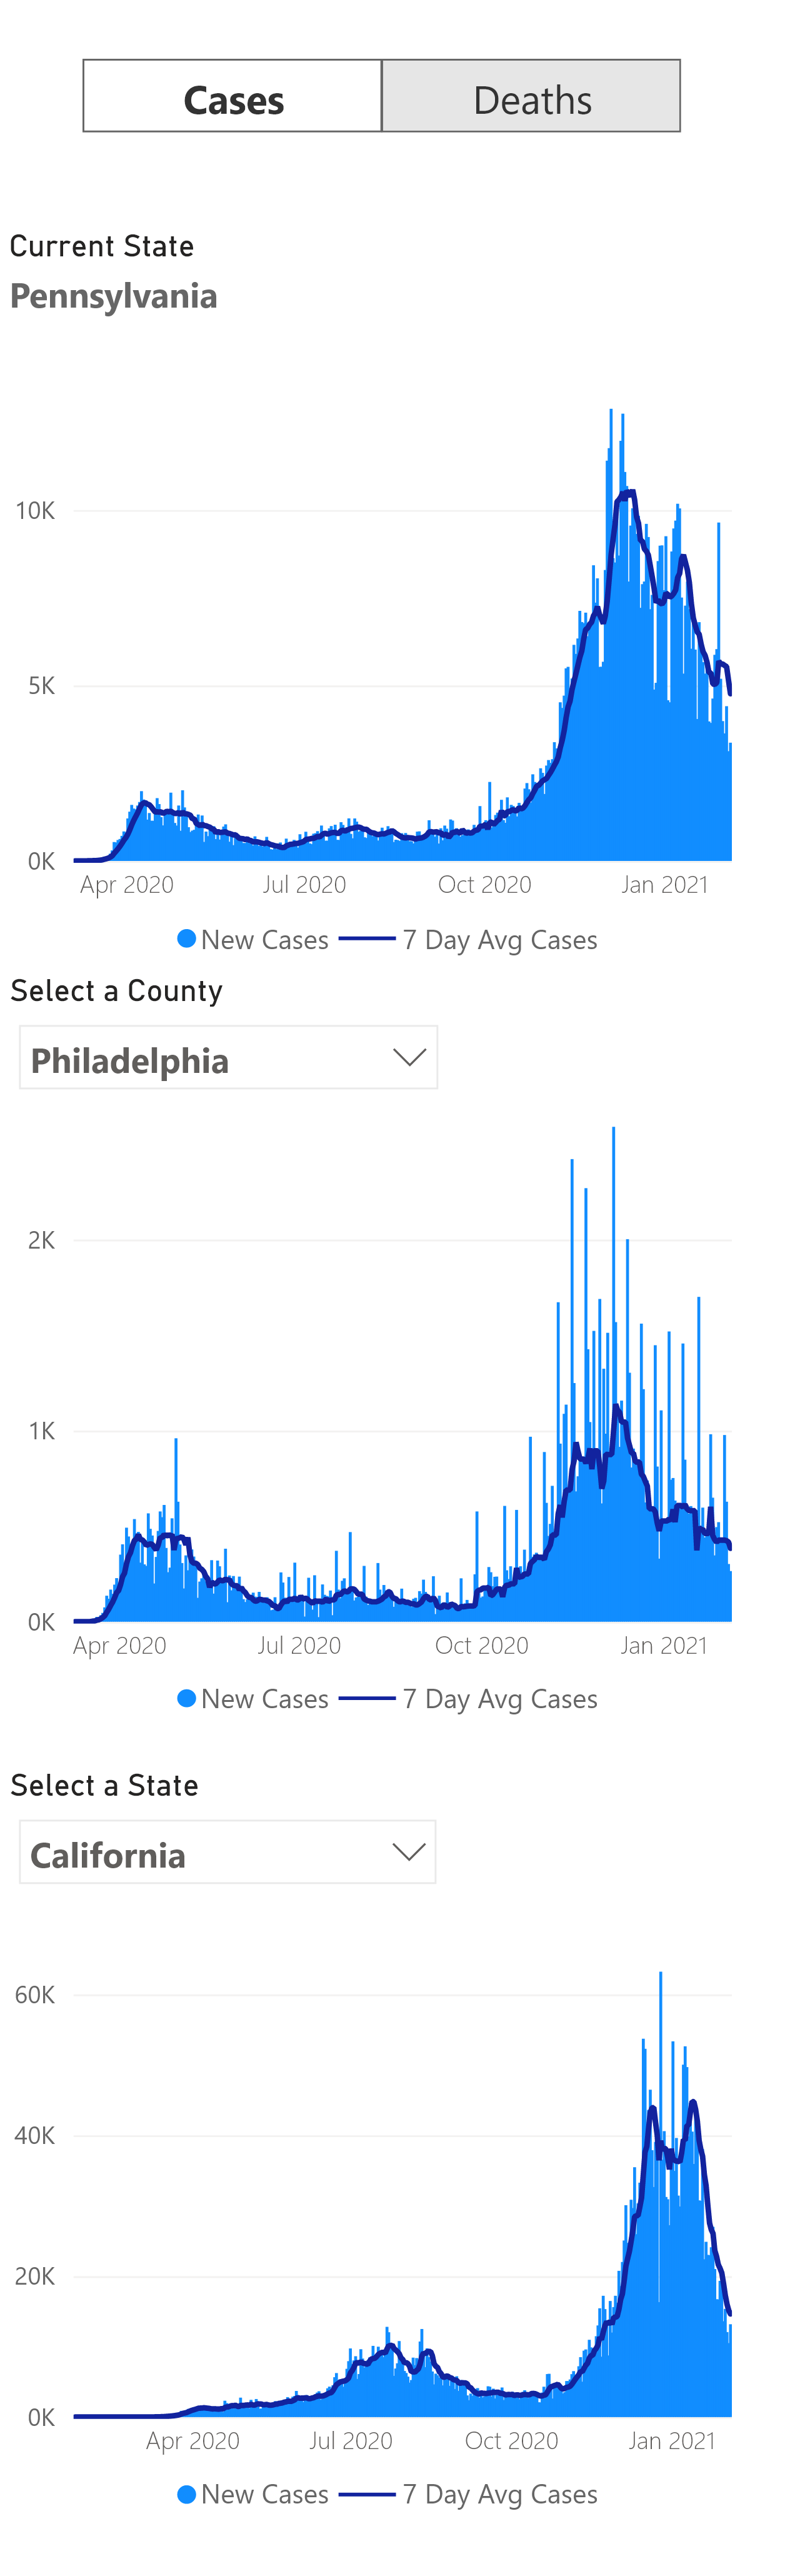 Cases Deaths
Current State
Pennsylvania
10K
5K
0K
Apr 2020 Jul 2020 Oct 2020 Jan 2021
New Cases 7 Day Avg Cases
Select a County
Philadelphia
2K
1K
0K
Apr 2020 Jul 2020 Oct 2020 Jan 2021
New Cases 7 Day Avg Cases
Select a State
California
60K
40K
20K
0K
Apr 2020 Jul 2020 Oct 2020 Jan 2021
New Cases 7 Day Avg Cases